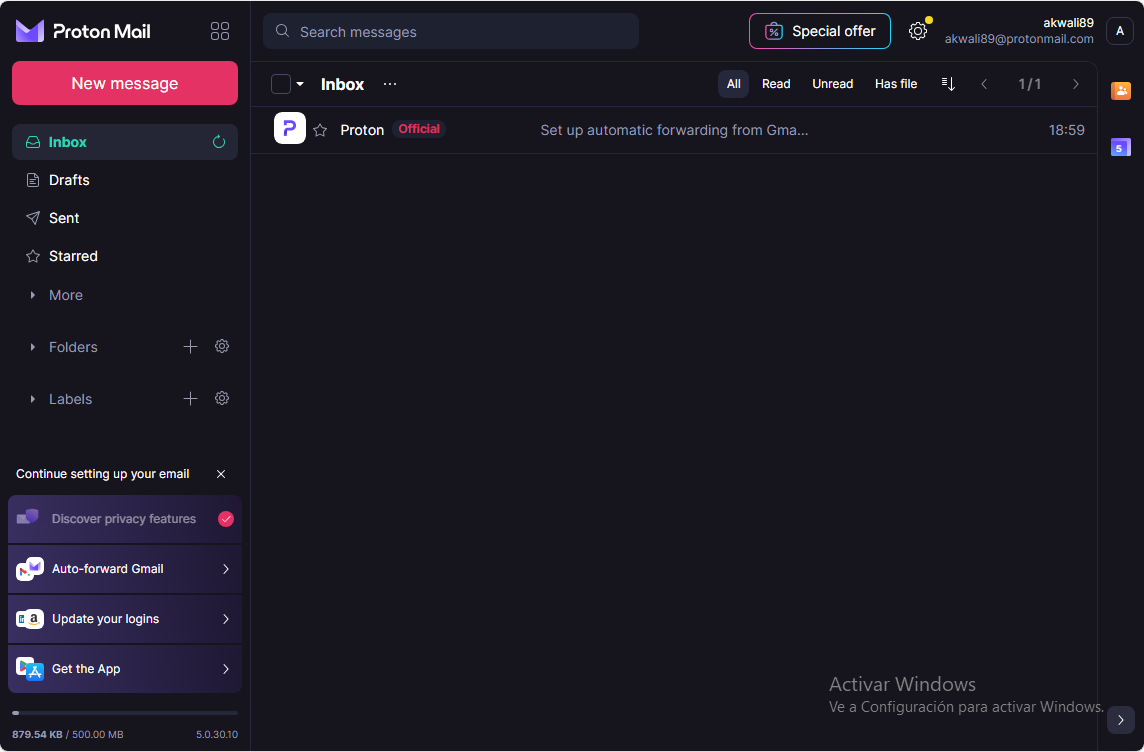 Proton Mail
New message
Inbox
Drafts
Sent
Starred
More
Folders
Labels
Continue setting up your email
Discover privacy features
Auto-forward Gmail
a
Update your logins
Get the App
879.54 KB / 500.00 MB
5.0.30.10
Search messages
% Special offer
akwali89
akwali89@protonmail.com
A
Inbox
All
Read
Unread
Has file
1/1
Proton Official
Set up automatic forwarding from Gma...
18:59
5
Activar Windows
Ve a Configuración para activar Windows.